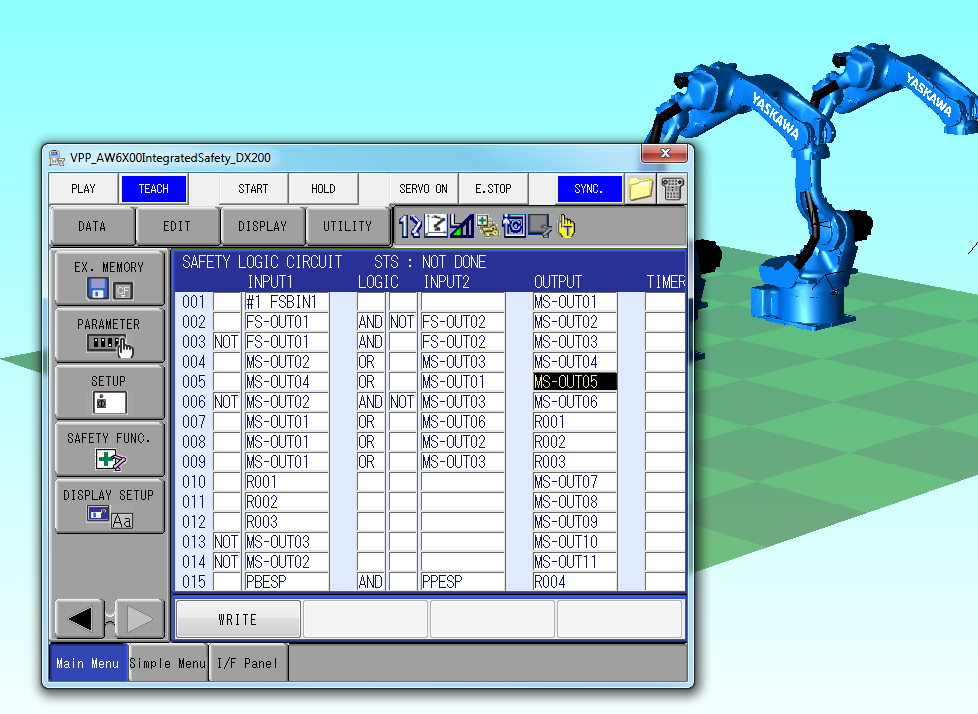 YASKAWA YASKAWA
VPP_AW6X00IntegratedSafety_DX200
PLAY TEACH START HOLD SERVO ON E.STOP SYNC.
DATA EDIT DISPLAY UTILITY
EX. MEMORY
CF
PARAMETER
SETUP
SAFETY FUNC.
DISPLAY SETUP
Aa
SAFETY LOGIC CIRCUIT STS : NOT DONE
INPUT1 LOGIC INPUT2 OUTPUT TIMER
001 #1 FSBIN1 MS-OUT01
002 FS-OUT01 AND NOT FS-OUT02 MS-OUT02
003 NOT FS-OUT01 AND FS-OUT02 MS-OUT03
004 MS-OUT02 OR MS-OUT03 MS-OUT04
005 MS-OUT04 OR MS-OUT01 MS-OUT05
006 NOT MS-OUT02 AND NOT MS-OUT03 MS-OUT06
007 MS-OUT01 OR MS-OUT06 R001
008 MS-OUT01 OR MS-OUT02 R002
009 MS-OUT01 OR MS-OUT03 R003
010 R001 MS-OUT07
011 R002 MS-OUT08
012 R003 MS-OUT09
013 NOT MS-OUT03 MS-OUT10
014 NOT MS-OUT02 MS-OUT11
015 PBESP AND PPESP R004
WRITE
Main Menu Simple Menu I/F Panel